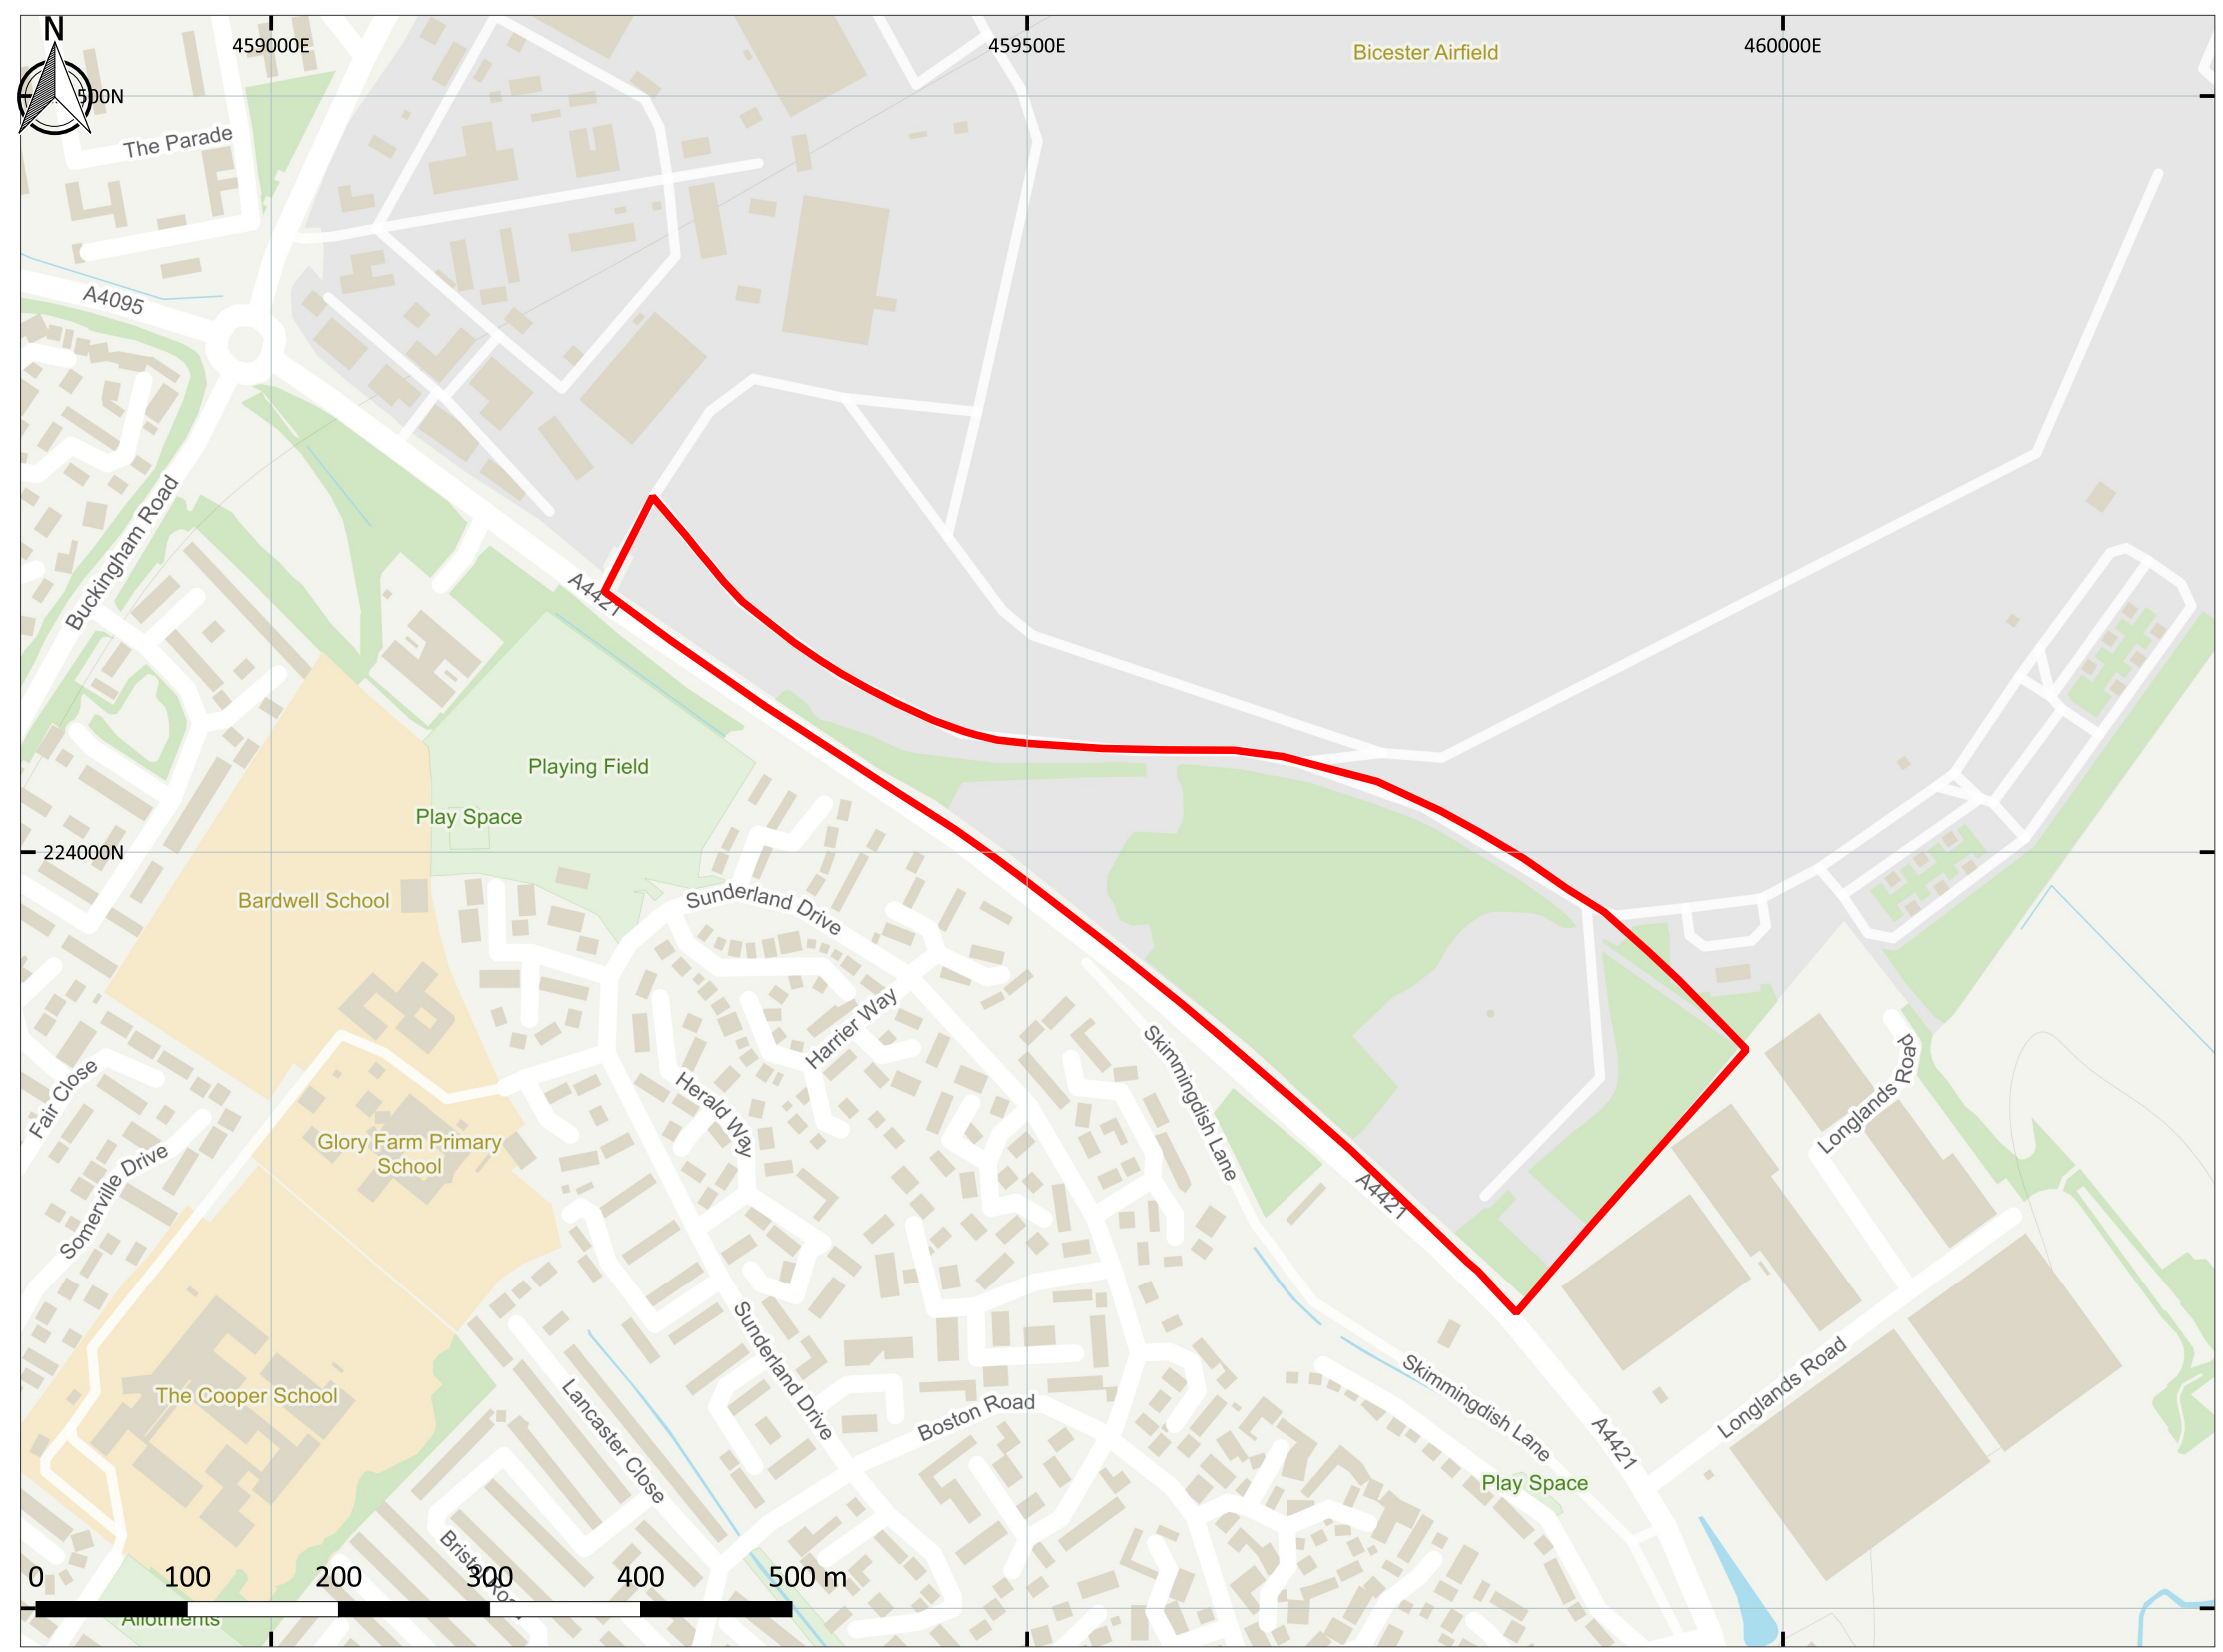 N
459000E
459500E
460000E
Bicester Airfield
500N
The Parade
A4095
Buckingham Road
A4421
Playing Field
Play Space
224000N
Bardwell School
Sunderland Drive
Harrier Way
Skimmingdish Lane
Herald Way
Fair Close
Longlands Road
Glory Farm Primary
School
Somerville Drive
A4421
Sunderland Drive
The Cooper School
Lancaster Close
Boston Road
Skimmingdish Lane
Longlands Road
A4421
Play Space
0 100 200 300 400 500 m
Allotments